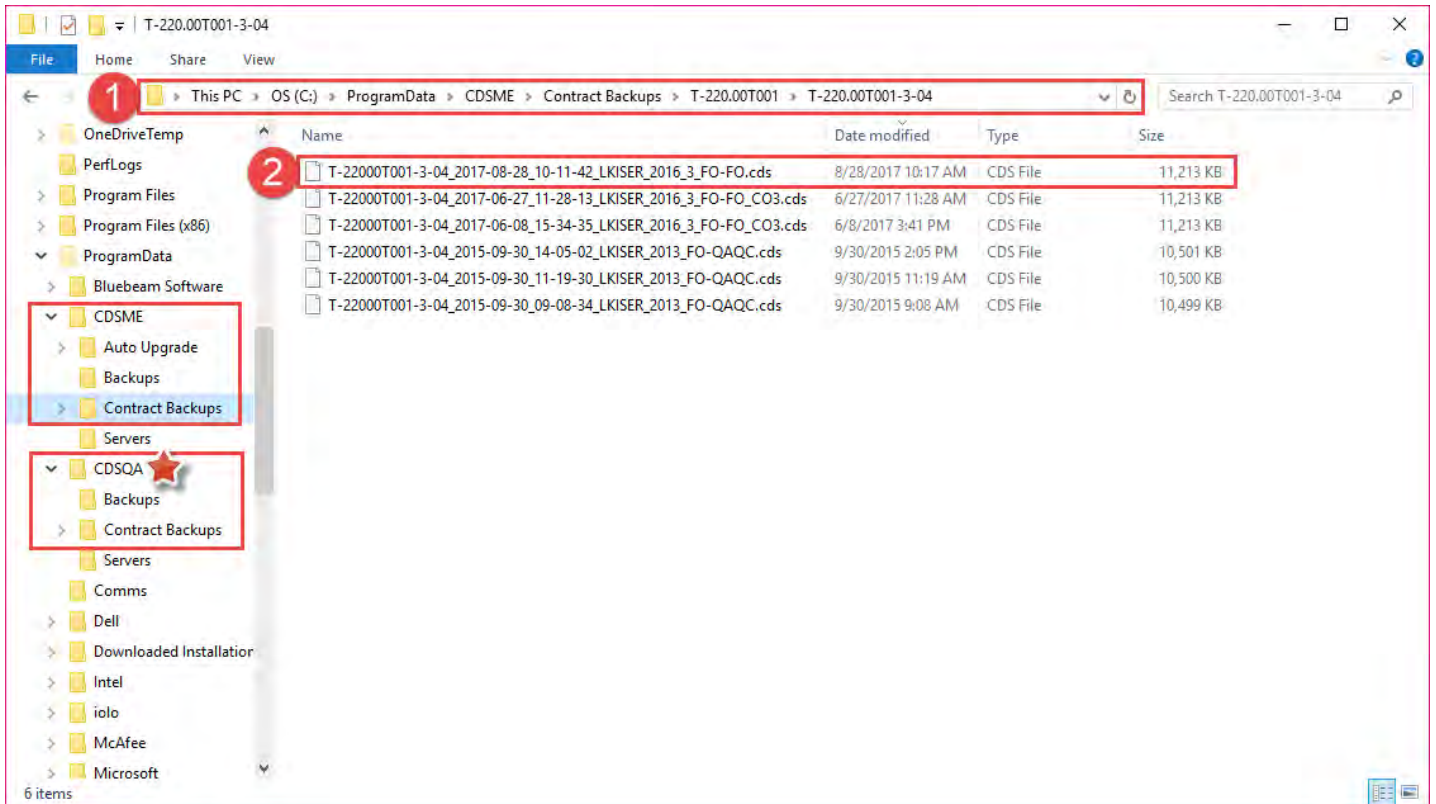 T-220.00T001-3-04
File Home Share View
1 This PC > OS (C:) > ProgramData > CDSME > Contract Backups > T-220.00T001 > T-220.00T001-3-04 Search T-220.00T001-3-04
OneDriveTemp
PerfLogs
Program Files
Program Files (x86)
ProgramData
Bluebeam Software
CDSME
Auto Upgrade
Backups
Contract Backups
Servers
CDSQA
Backups
Contract Backups
Servers
Comms
Dell
Downloaded Installation
Intel
iolo
McAfee
Microsoft
Name Date modified Type Size
2 T-22000T001-3-04_2017-08-28_10-11-42_LKISER_2016_3_FO-FO.cds 8/28/2017 10:17 AM CDS File 11,213 KB
T-22000T001-3-04_2017-06-27_11-28-13_LKISER_2016_3_FO-FO_CO3.cds 6/27/2017 11:28 AM CDS File 11,213 KB
T-22000T001-3-04_2017-06-08_15-34-35_LKISER_2016_3_FO-FO_CO3.cds 6/8/2017 3:41 PM CDS File 11,213 KB
T-22000T001-3-04_2015-09-30_14-05-02_LKISER_2013_FO-QAQC.cds 9/30/2015 2:05 PM CDS File 10,501 KB
T-22000T001-3-04_2015-09-30_11-19-30_LKISER_2013_FO-QAQC.cds 9/30/2015 11:19 AM CDS File 10,500 KB
T-22000T001-3-04_2015-09-30_09-08-34_LKISER_2013_FO-QAQC.cds 9/30/2015 9:08 AM CDS File 10,499 KB
6 items